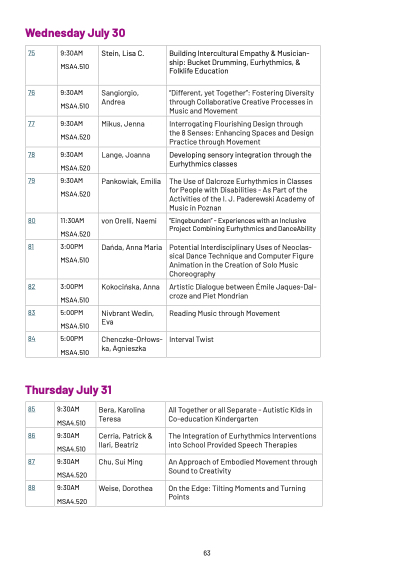 Wednesday July 30
75 9:30AM Stein, Lisa C. Building Intercultural Empathy & Musician-
MSA4.510 ship: Bucket Drumming, Eurhythmics, &
Folklife Education
76 9:30AM Sangiorgio, "Different, yet Together": Fostering Diversity
MSA4.510 Andrea through Collaborative Creative Processes in
Music and Movement
77 9:30AM Mikus, Jenna Interrogating Flourishing Design through
MSA4.520 the 8 Senses: Enhancing Spaces and Design
Practice through Movement
78 9:30AM Lange, Joanna Developing sensory integration through the
MSA4.520 Eurhythmics classes
79 9:30AM Pankowiak, Emilia The Use of Dalcroze Eurhythmics in Classes
MSA4.520 for People with Disabilities - As Part of the
Activities of the I. J. Paderewski Academy of
Music in Poznan
80 11:30AM von Orelli, Naemi "Eingebunden" - Experiences with an Inclusive
MSA4.520 Project Combining Eurythmics and DanceAbility
81 3:00PM Dańda, Anna Maria Potential Interdisciplinary Uses of Neoclas-
MSA4.510 sical Dance Technique and Computer Figure
Animation in the Creation of Solo Music
Choreography
82 3:00PM Kokocińska, Anna Artistic Dialogue between Émile Jaques-Dal-
MSA4.510 croze and Piet Mondrian
83 5:00PM Nivbrant Wedin, Reading Music through Movement
MSA4.510 Eva
84 5:00PM Chenczke-Orłows- Interval Twist
MSA4.510 ka, Agnieszka
Thursday July 31
85 9:30AM Bera, Karolina All Together or all Separate - Autistic Kids in
MSA4.510 Teresa Co-education Kindergarten
86 9:30AM Cerria, Patrick & The Integration of Eurhythmics Interventions
MSA4.510 Ilari, Beatriz into School Provided Speech Therapies
87 9:30AM Chu, Sui Ming An Approach of Embodied Movement through
MSA4.520 Sound to Creativity
88 9:30AM Weise, Dorothea On the Edge: Tilting Moments and Turning
MSA4.520 Points
63